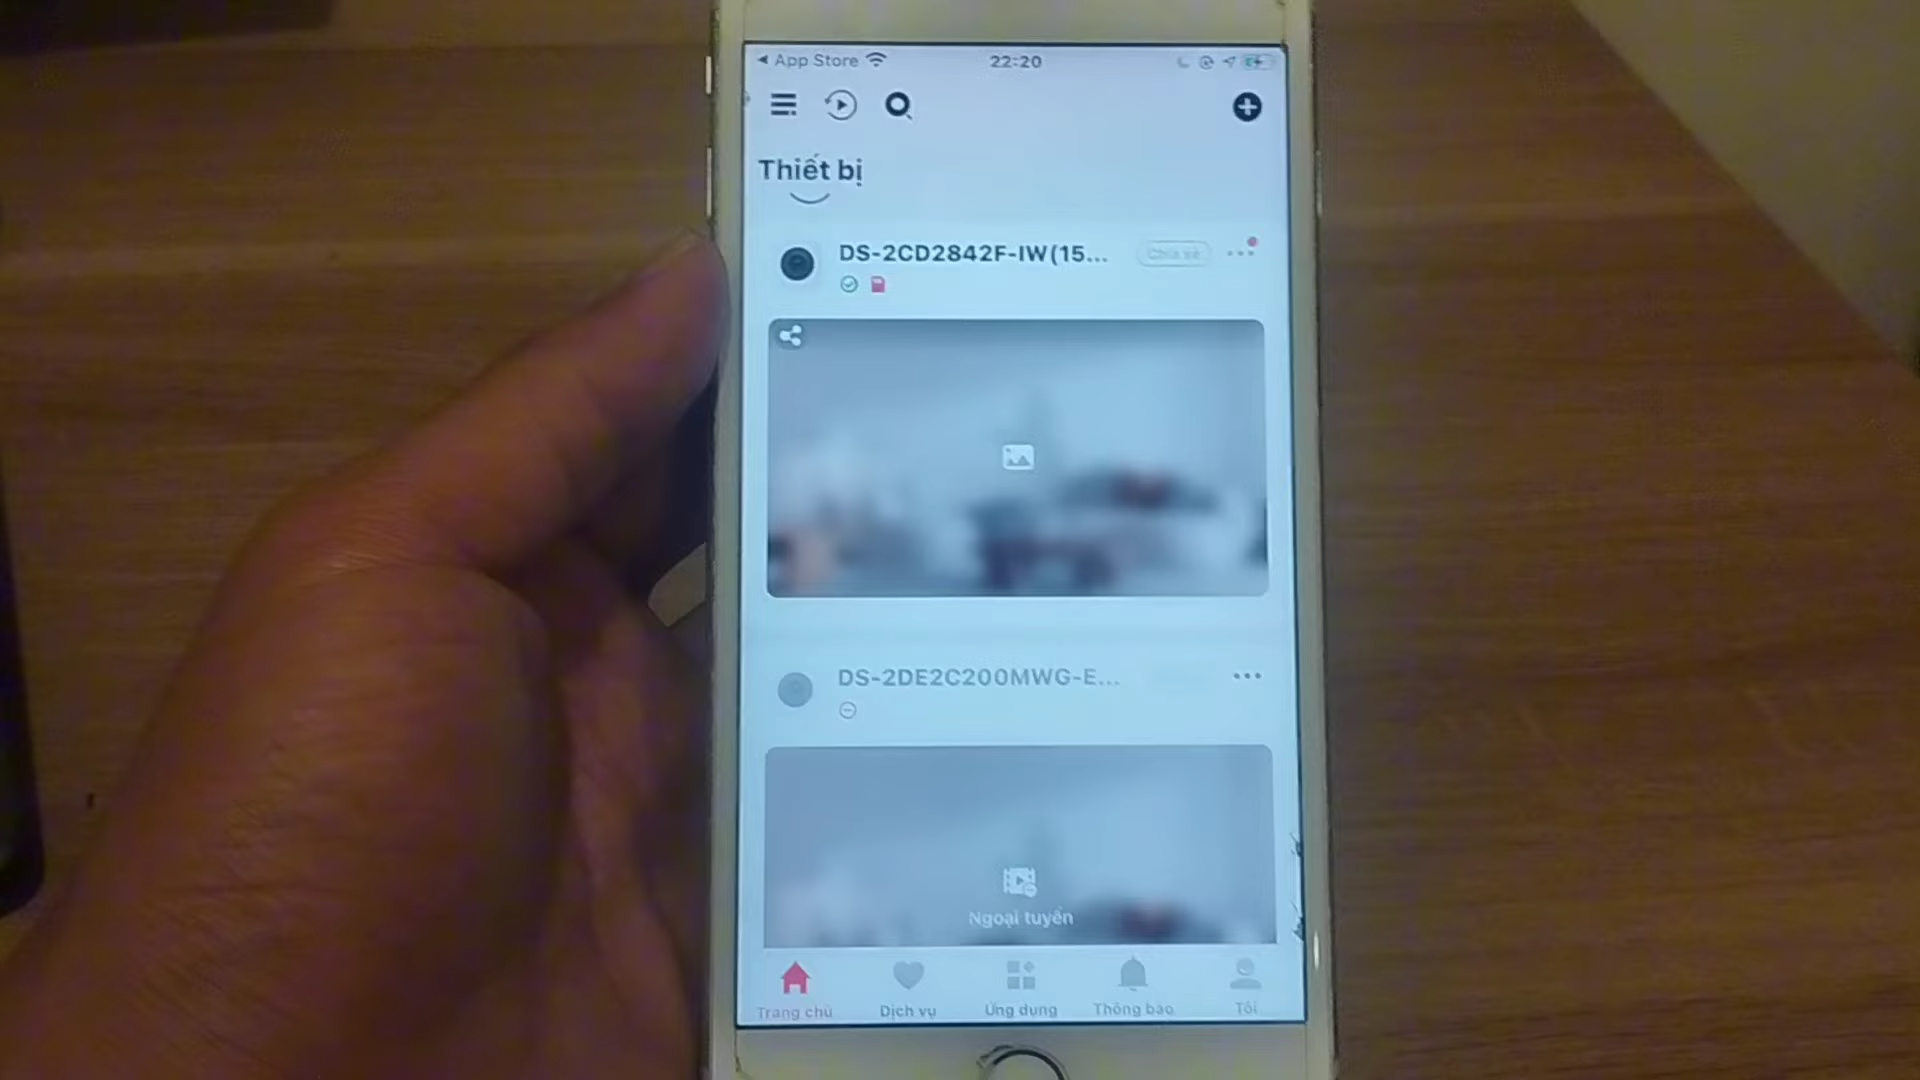 App Store
22:20
Thiết bị
DS-2CD2842F-IW(15...
Chia sẻ
DS-2DE2C200MWG-E...
Ngoại tuyến
Trang chủ
Dịch vụ
Ứng dụng
Thông báo
Tôi